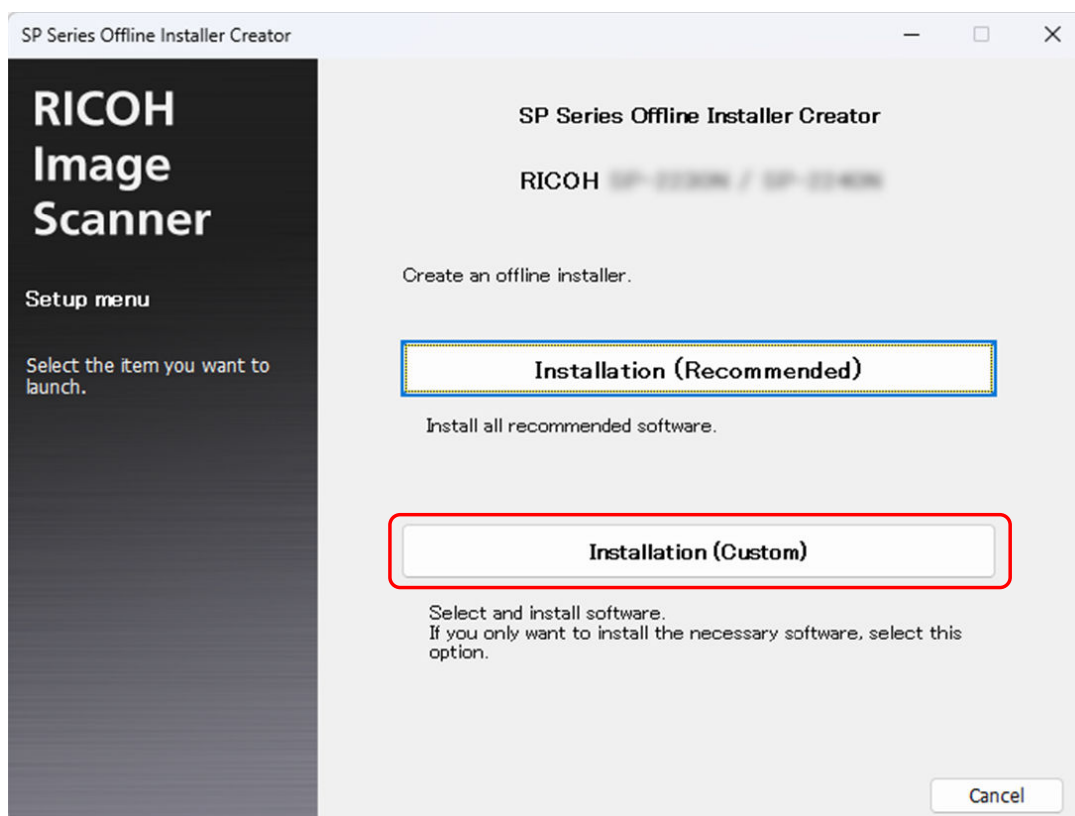 SP Series Offline Installer Creator
RICOH
Image
Scanner
Setup menu
Select the item you want to
launch.
SP Series Offline Installer Creator
RICOH
Create an offline installer.
Installation (Recommended)
Install all recommended software.
Installation (Custom)
Select and install software.
If you only want to install the necessary software, select this
option.
Cancel